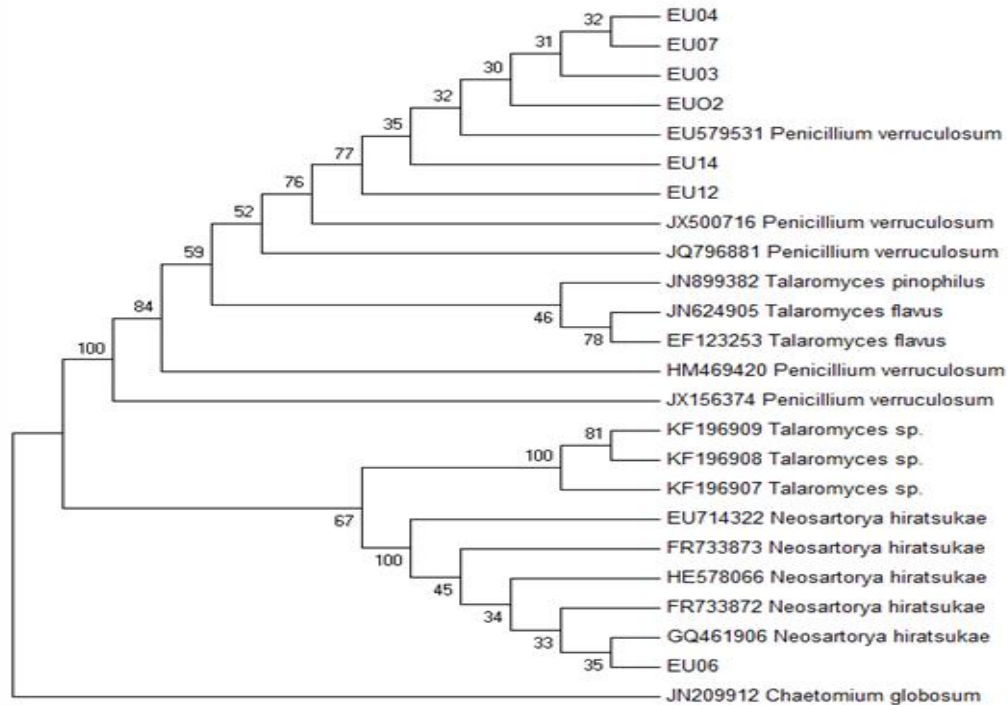 32 EU04
EU07
31
EU03
30
EUO2
32
EU579531 Penicillium verruculosum
35
EU14
77
EU12
76
JX500716 Penicillium verruculosum
52
JQ796881 Penicillium verruculosum
59
JN899382 Talaromyces pinophilus
84
JN624905 Talaromyces flavus
46
78 EF123253 Talaromyces flavus
100
HM469420 Penicillium verruculosum
JX156374 Penicillium verruculosum
81 KF196909 Talaromyces sp.
100 KF196908 Talaromyces sp.
KF196907 Talaromyces sp.
67 EU714322 Neosartorya hiratsukae
100 FR733873 Neosartorya hiratsukae
45 HE578066 Neosartorya hiratsukae
34 FR733872 Neosartorya hiratsukae
33 GQ461906 Neosartorya hiratsukae
35 EU06
JN209912 Chaetomium globosum